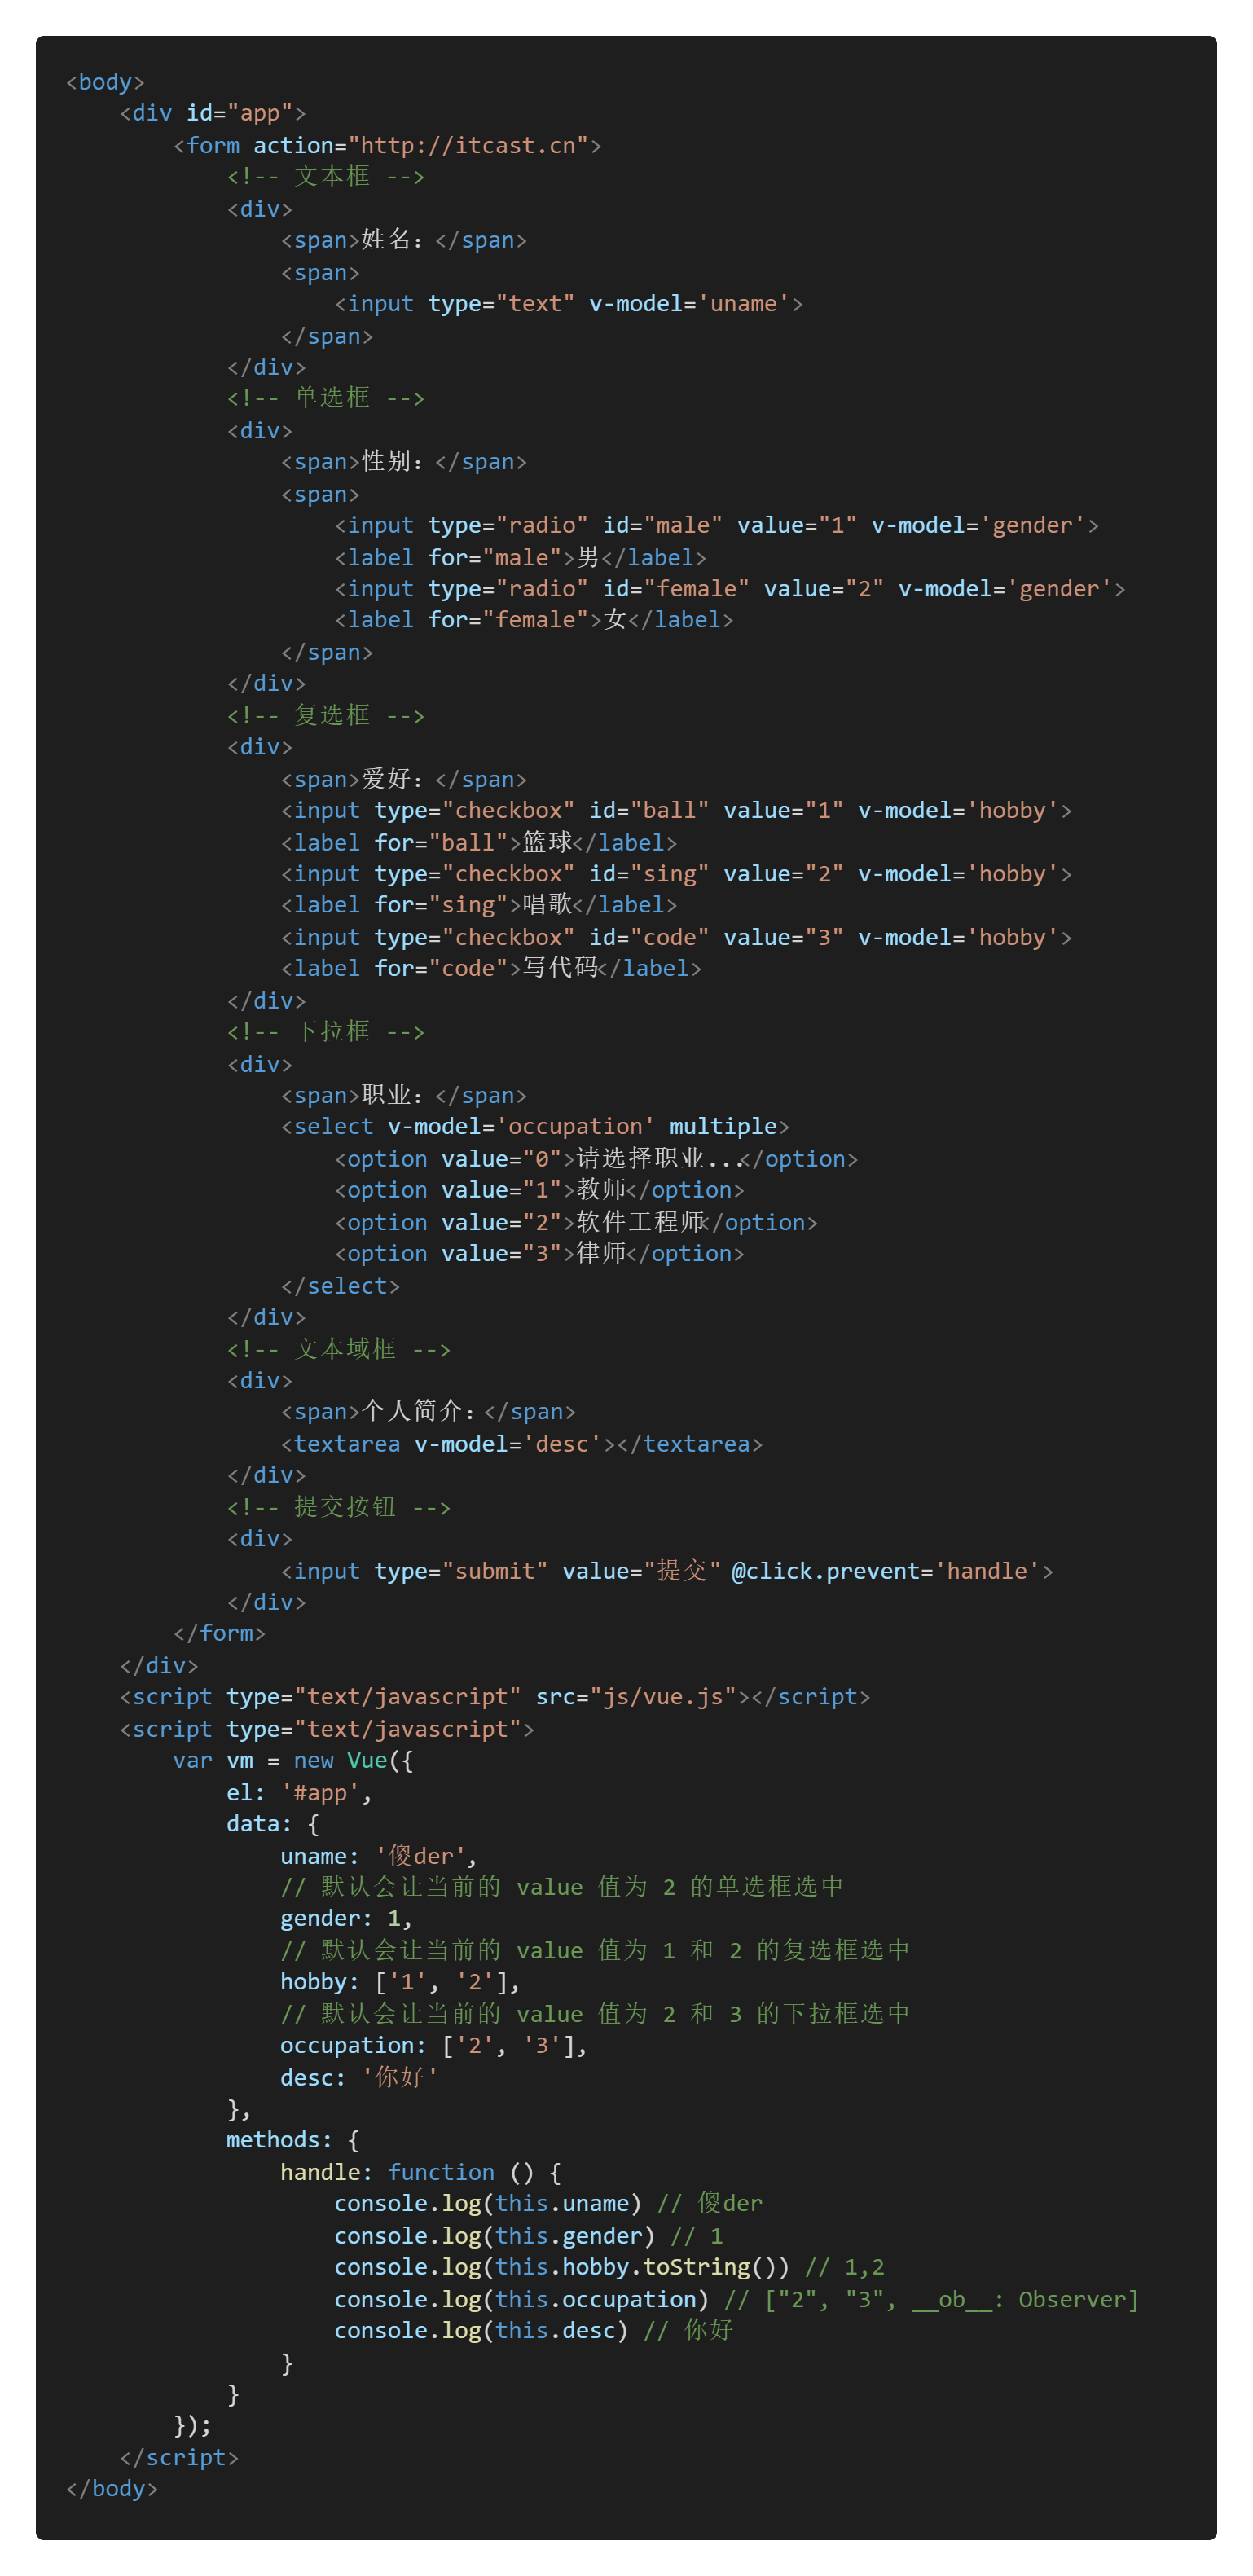 <body>
    <div id="app">
        <form action="http://itcast.cn">
            <!-- 文本框 -->
            <div>
                <span>姓名：</span>
                <span>
                    <input type="text" v-model='uname'>
                </span>
            </div>
            <!-- 单选框 -->
            <div>
                <span>性别：</span>
                <span>
                    <input type="radio" id="male" value="1" v-model='gender'>
                    <label for="male">男</label>
                    <input type="radio" id="female" value="2" v-model='gender'>
                    <label for="female">女</label>
                </span>
            </div>
            <!-- 复选框 -->
            <div>
                <span>爱好：</span>
                <input type="checkbox" id="ball" value="1" v-model='hobby'>
                <label for="ball">篮球</label>
                <input type="checkbox" id="sing" value="2" v-model='hobby'>
                <label for="sing">唱歌</label>
                <input type="checkbox" id="code" value="3" v-model='hobby'>
                <label for="code">写代码</label>
            </div>
            <!-- 下拉框 -->
            <div>
                <span>职业：</span>
                <select v-model='occupation' multiple>
                    <option value="0">请选择职业...</option>
                    <option value="1">教师</option>
                    <option value="2">软件工程师</option>
                    <option value="3">律师</option>
                </select>
            </div>
            <!-- 文本域框 -->
            <div>
                <span>个人简介：</span>
                <textarea v-model='desc'></textarea>
            </div>
            <!-- 提交按钮 -->
            <div>
                <input type="submit" value="提交" @click.prevent='handle'>
            </div>
        </form>
    </div>
    <script type="text/javascript" src="js/vue.js"></script>
    <script type="text/javascript">
        var vm = new Vue({
            el: '#app',
            data: {
                uname: '傻der',
                // 默认会让当前的 value 值为 2 的单选框选中
                gender: 1,
                // 默认会让当前的 value 值为 1 和 2 的复选框选中
                hobby: ['1', '2'],
                // 默认会让当前的 value 值为 2 和 3 的下拉框选中
                occupation: ['2', '3'],
                desc: '你好'
            },
            methods: {
                handle: function () {
                    console.log(this.uname) // 傻der
                    console.log(this.gender) // 1
                    console.log(this.hobby.toString()) // 1,2
                    console.log(this.occupation) // ["2", "3", __ob__: Observer]
                    console.log(this.desc) // 你好
                }
            }
        });
    </script>
</body>